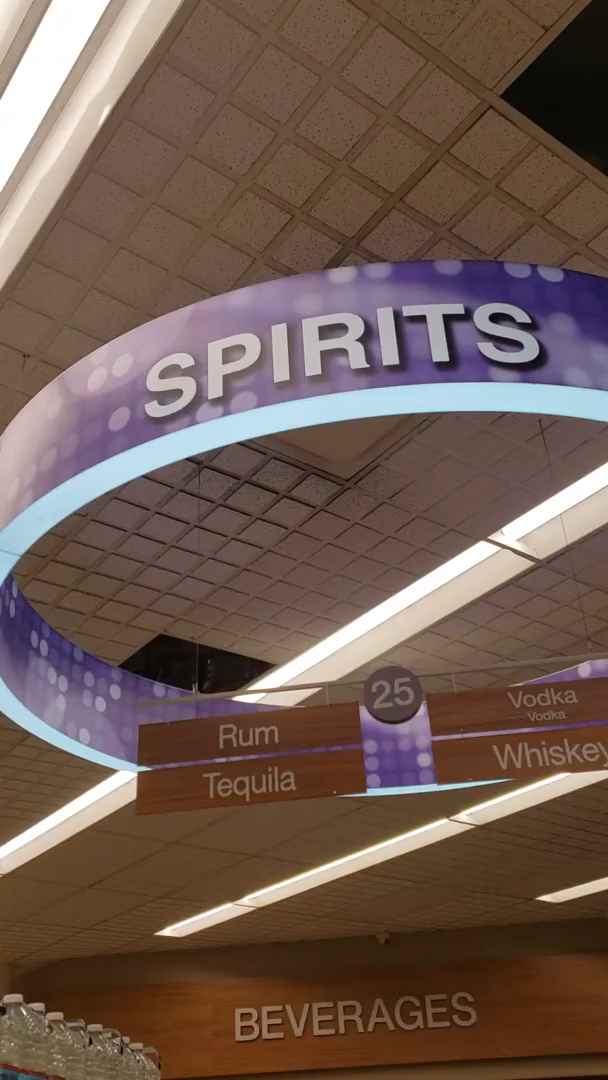 SPIRITS
25
Rum
Tequila
Vodka
Vodka
Whiskey
BEVERAGES